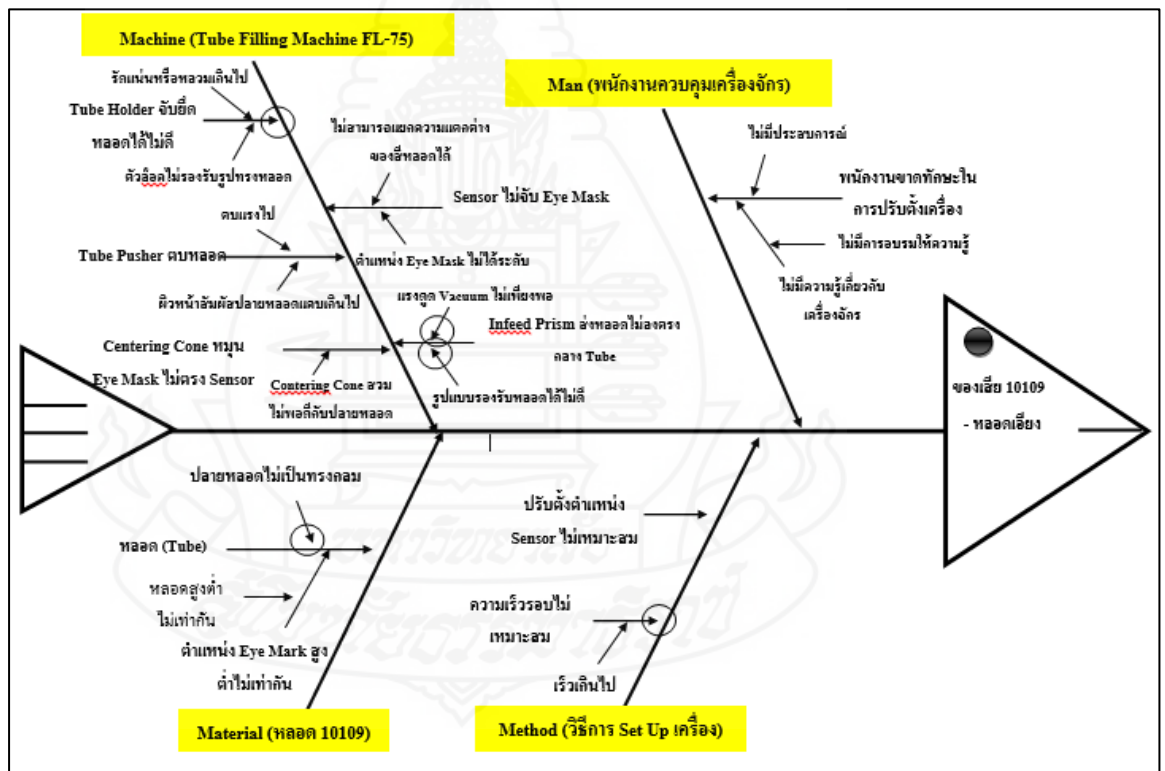 Machine (Tube Filling Machine FL-75)
รัดแน่นหรือหลวมเกินไป
Tube Holder จับยึด
หลอดได้ไม่ดี
ตัวล็อคไม่รองรับรูปทรงหลอด
ไม่สามารถแยกความแตกต่าง
ของสีหลอดได้
Sensor ไม่จับ Eye Mask
ตำแหน่ง Eye Mask ไม่ได้ระดับ
ตบแรงไป
Tube Pusher ตบหลอด
ผิวหน้าสัมผัสปลายหลอดแคบเกินไป
แรงดูด Vacuum ไม่เพียงพอ
Infeed Prism ส่งหลอดไม่ลงตรง
กลาง Tube
รูปแบบรองรับหลอดได้ไม่ดี
Centering Cone หมุน
Eye Mask ไม่ตรง Sensor
Contering Cone สวม
ไม่พอดีกับปลายหลอด
Man (พนักงานควบคุมเครื่องจักร)
ไม่มีประสบการณ์
พนักงานขาดทักษะใน
การปรับตั้งเครื่อง
ไม่มีการอบรมให้ความรู้
ไม่มีความรู้เกี่ยวกับ
เครื่องจักร
ของเสีย 10109
- หลอดเอียง
ปลายหลอดไม่เป็นทรงกลม
หลอด (Tube)
หลอดสูงต่ำ
ไม่เท่ากัน
ตำแหน่ง Eye Mark สูง
ต่ำไม่เท่ากัน
Material (หลอด 10109)
ปรับตั้งตำแหน่ง
Sensor ไม่เหมาะสม
ความเร็วรอบไม่
เหมาะสม
เร็วเกินไป
Method (วิธีการ Set Up เครื่อง)